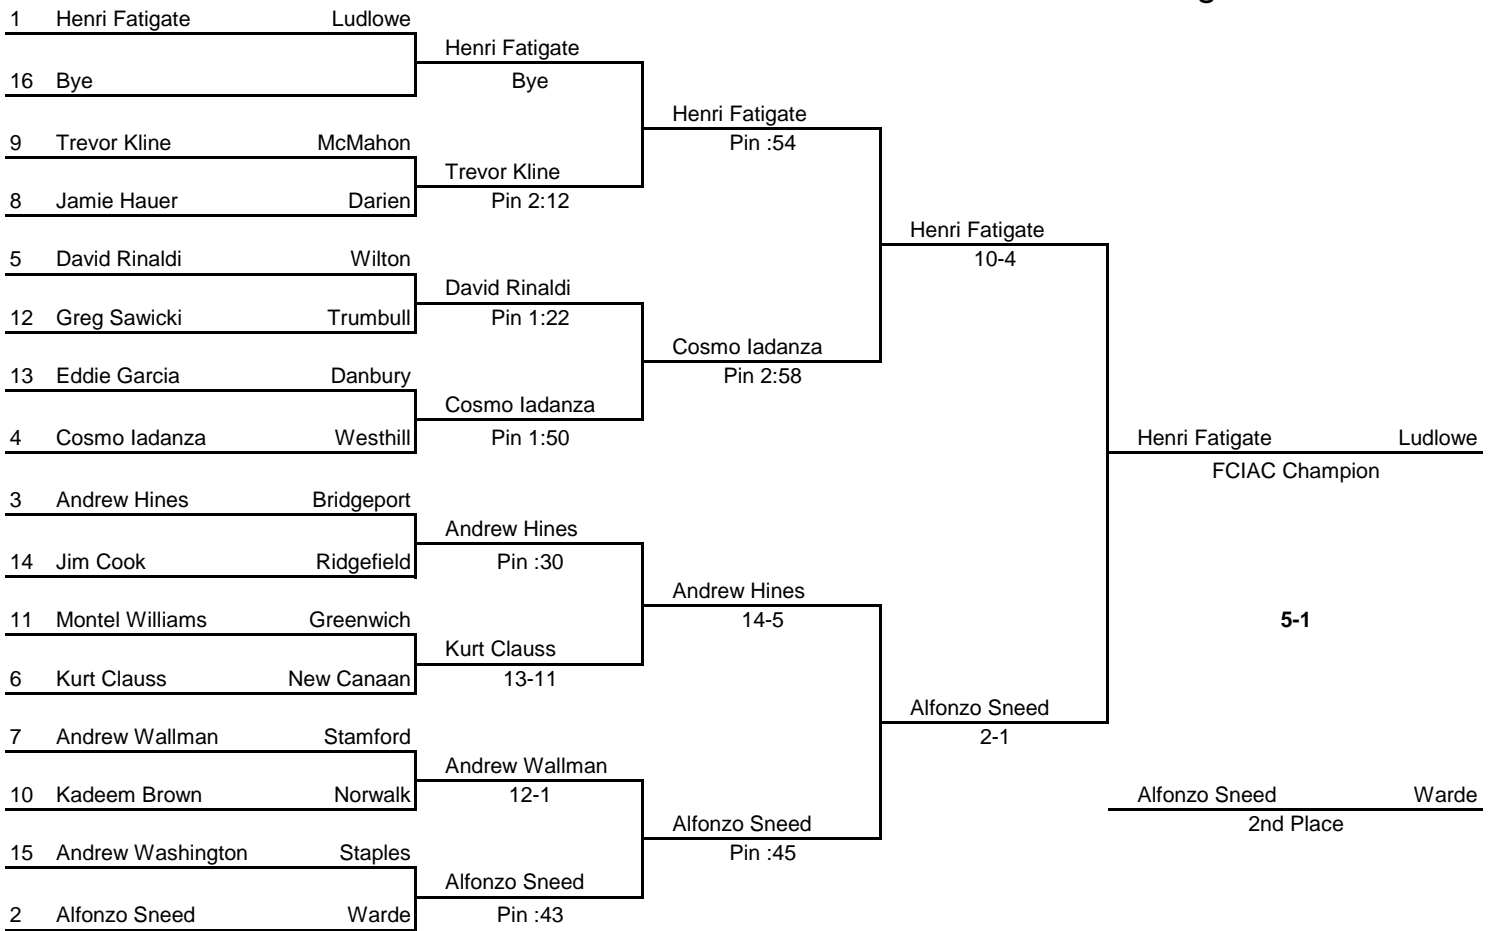 1 Henri Fatigate Ludlowe
Henri Fatigate
16 Bye
Bye
Henri Fatigate
9 Trevor Kline McMahon
Pin :54
Trevor Kline
8 Jamie Hauer Darien
Pin 2:12
Henri Fatigate
5 David Rinaldi Wilton
10-4
David Rinaldi
12 Greg Sawicki Trumbull
Pin 1:22
Cosmo Iadanza
13 Eddie Garcia Danbury
Pin 2:58
Cosmo Iadanza
4 Cosmo Iadanza Westhill
Pin 1:50
Henri Fatigate Ludlowe
FCIAC Champion
3 Andrew Hines Bridgeport
Andrew Hines
14 Jim Cook Ridgefield
Pin :30
Andrew Hines
11 Montel Williams Greenwich
14-5
5-1
Kurt Clauss
6 Kurt Clauss New Canaan
13-11
Alfonzo Sneed
7 Andrew Wallman Stamford
2-1
Andrew Wallman
10 Kadeem Brown Norwalk
12-1
Alfonzo Sneed Warde
2nd Place
Alfonzo Sneed
15 Andrew Washington Staples
Pin :45
Alfonzo Sneed
2 Alfonzo Sneed Warde
Pin :43